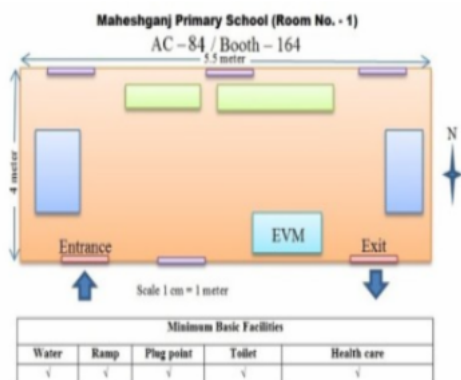 Maheshganj Primary School (Room No. - 1)
AC – 84 / Booth – 164
5.5 meter
N
4 meter
EVM
Entrance
Exit
Scale 1 cm = 1 meter
Minimum Basic Facilities
Water Ramp Plug point Toilet Health care
√ √ √ √ √